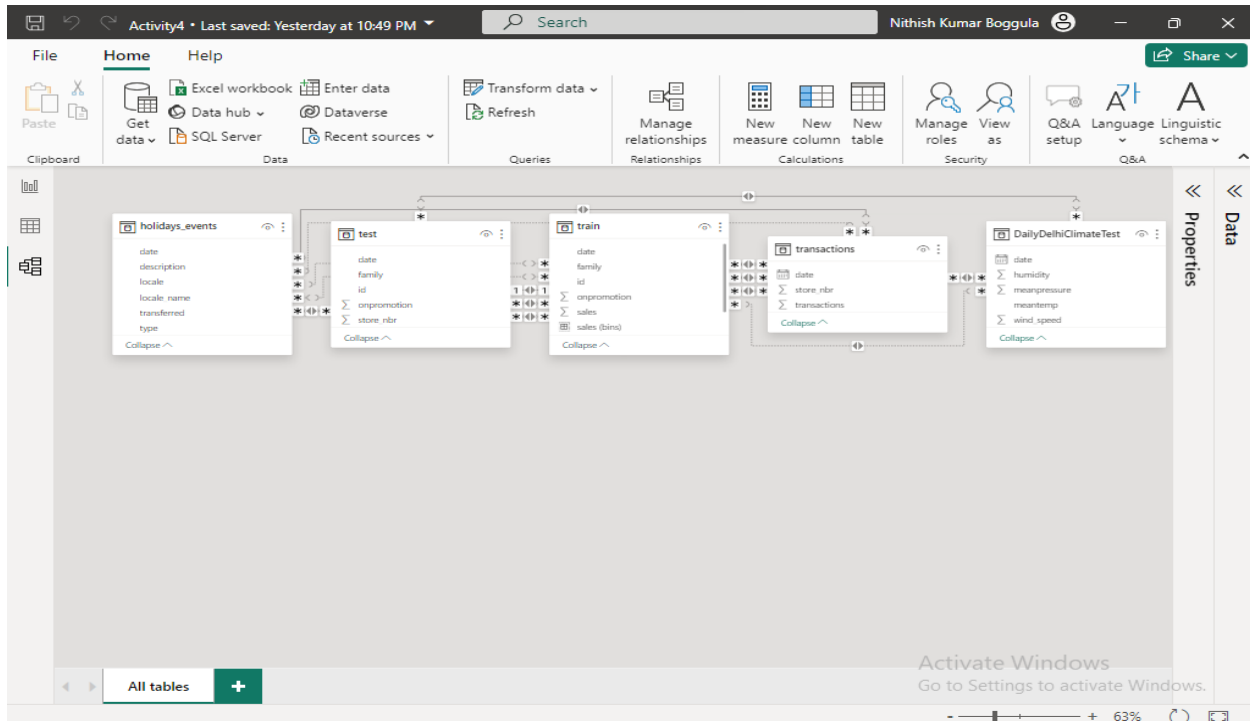 Activity4 • Last saved: Yesterday at 10:49 PM
Search
Nithish Kumar Boggula
File
Home
Help
Share
Paste
Clipboard
Get data
Excel workbook
Data hub
SQL Server
Enter data
Dataverse
Recent sources
Data
Transform data
Refresh
Queries
Manage relationships
Relationships
New measure
New column
New table
Calculations
Manage roles
View as
Security
Q&A setup
Language
Linguistic schema
Q&A
holidays_events
date
description
locale
locale_name
transferred
type
Collapse
test
date
family
id
onpromotion
store_nbr
Collapse
train
date
family
id
onpromotion
sales
sales (bins)
Collapse
transactions
date
store_nbr
transactions
Collapse
DailyDelhiClimateTest
date
humidity
meanpressure
meantemp
wind_speed
Collapse
1 1
Properties
Data
Activate Windows
Go to Settings to activate Windows.
All tables
+
- + 63%